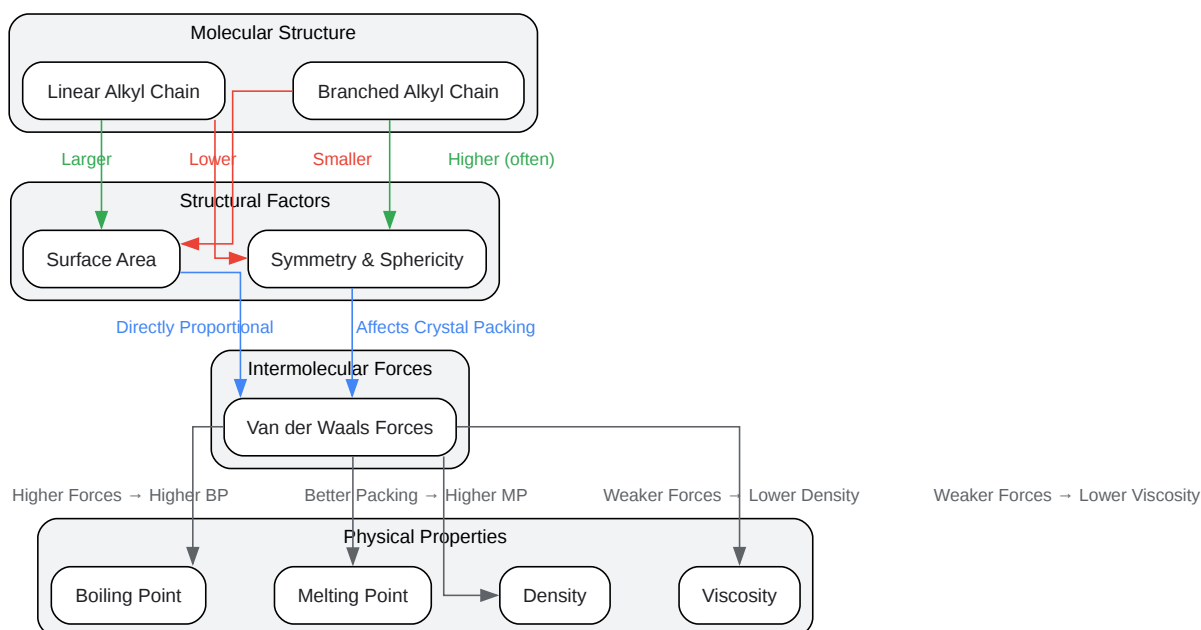 Molecular Structure
Linear Alkyl Chain
Branched Alkyl Chain
Larger
Lower
Smaller
Higher (often)
Structural Factors
Surface Area
Symmetry & Sphericity
Directly Proportional
Affects Crystal Packing
Intermolecular Forces
Van der Waals Forces
Higher Forces → Higher BP
Better Packing → Higher MP
Weaker Forces → Lower Density
Weaker Forces → Lower Viscosity
Physical Properties
Boiling Point
Melting Point
Density
Viscosity